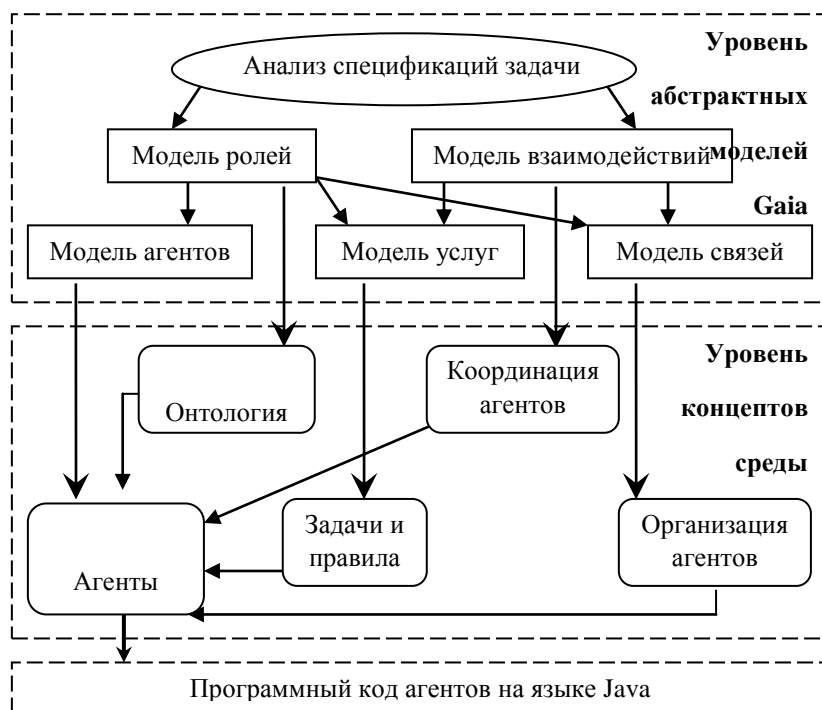 Уровень
Анализ спецификаций задачи
абстрактных
Модель ролей
Модель взаимодействий
моделей
Gaia
Модель агентов
Модель услуг
Модель связей
Уровень
Координация
агентов
Онтология
концептов
среды
Задачи и
правила
Организация
агентов
Агенты
Программный код агентов на языке Java